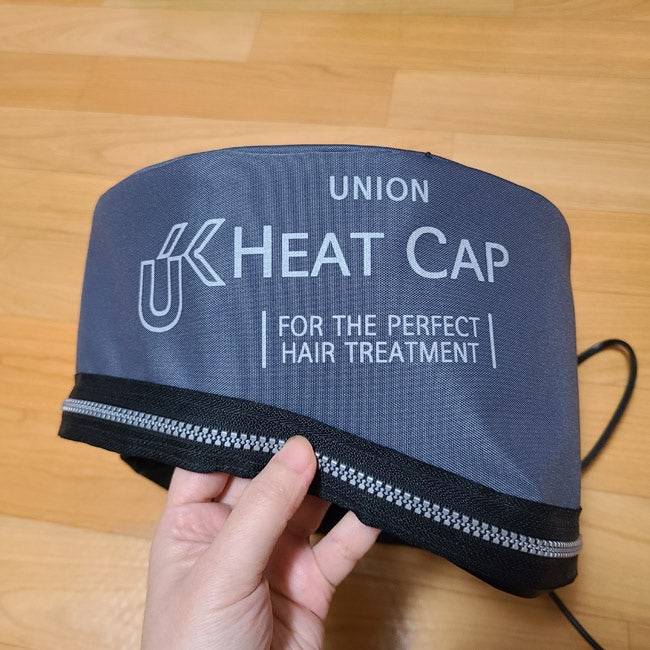 UNION
UK HEAT CAP
FOR THE PERFECT
HAIR TREATMENT